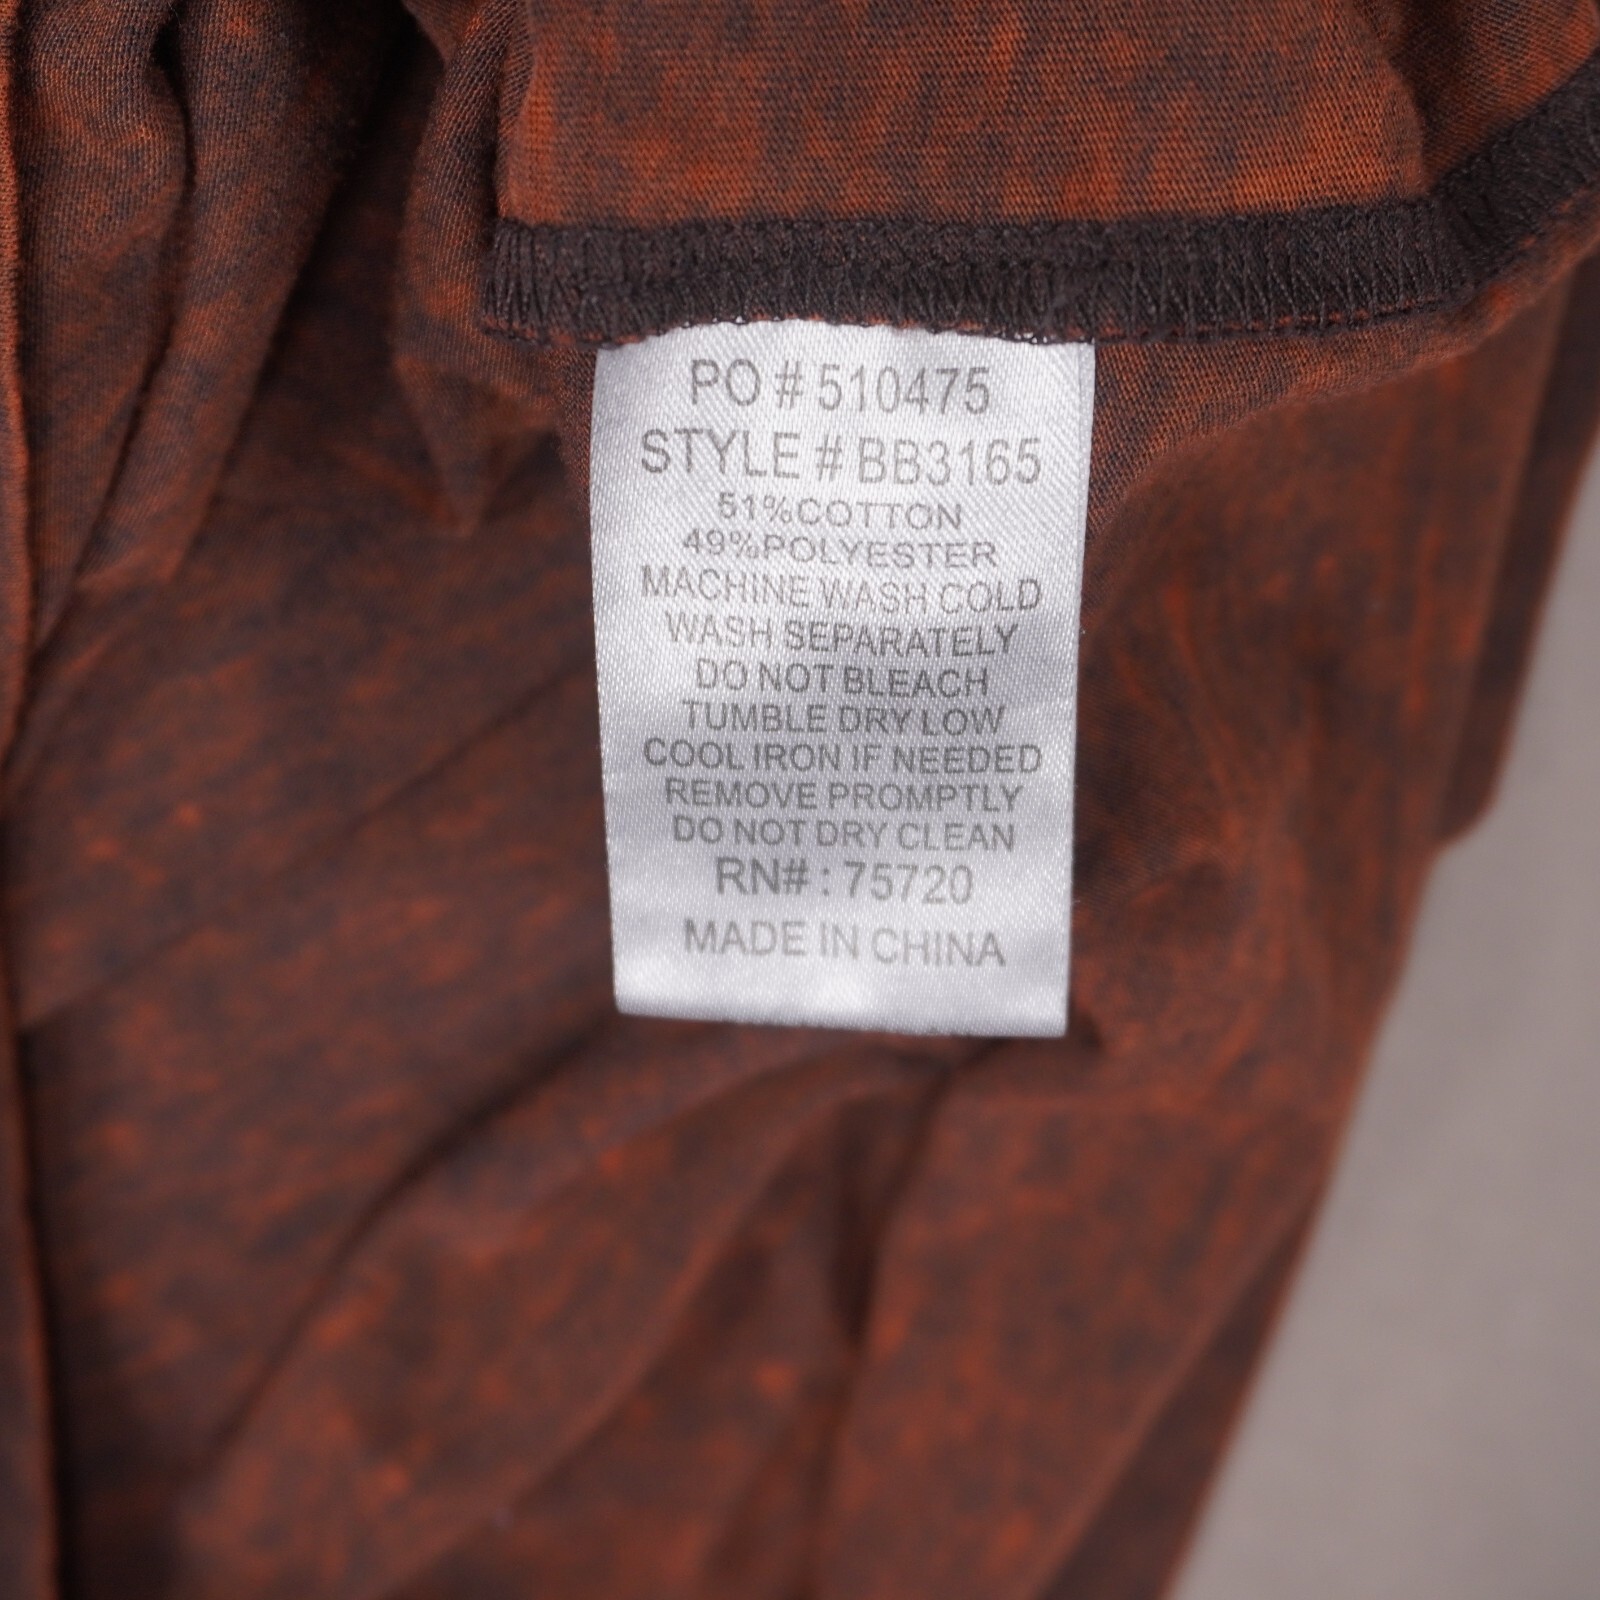 PO # 510475
STYLE # BB3165
51%COTTON
49%POLYESTER
MACHINE WASH COLD
WASH SEPARATELY
DO NOT BLEACH
TUMBLE DRY LOW
COOL IRON IF NEEDED
REMOVE PROMPTLY
DO NOT DRY CLEAN
RN# : 75720
MADE IN CHINA